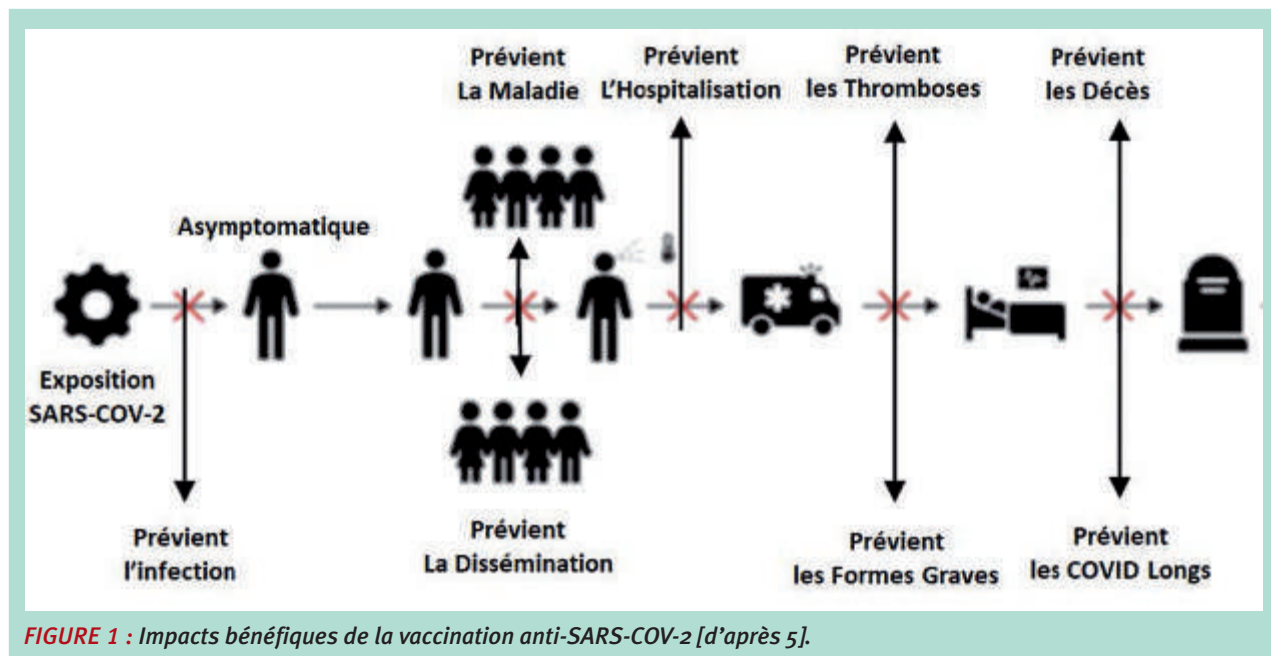 Prévient
La Maladie
Prévient
L'Hospitalisation
Prévient
les Thromboses
Prévient
les Décès
Asymptomatique
Exposition
SARS-COV-2
Prévient
l'infection
Prévient
La Dissémination
Prévient
les Formes Graves
Prévient
les COVID Longs
FIGURE 1 : Impacts bénéfiques de la vaccination anti-SARS-COV-2 [d'après 5].